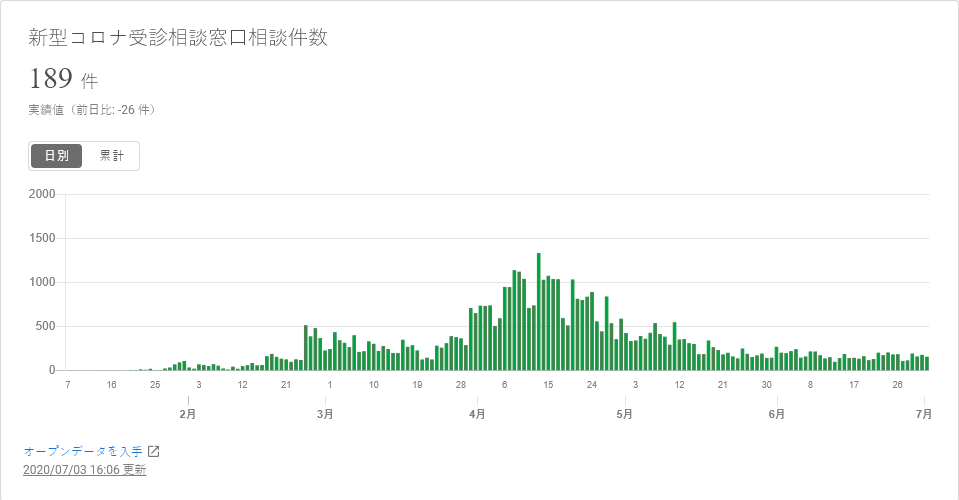 新型コロナ受診相談窓口相談件数
189 件
実績値（前日比: -26 件）
日別 累計
2000
1500
1000
500
0
7 16 25 3 12 21 1 10 19 28 6 15 24 3 12 21 30 8 17 26
2月 3月 4月 5月 6月 7月
オープンデータを入手
2020/07/03 16:06 更新